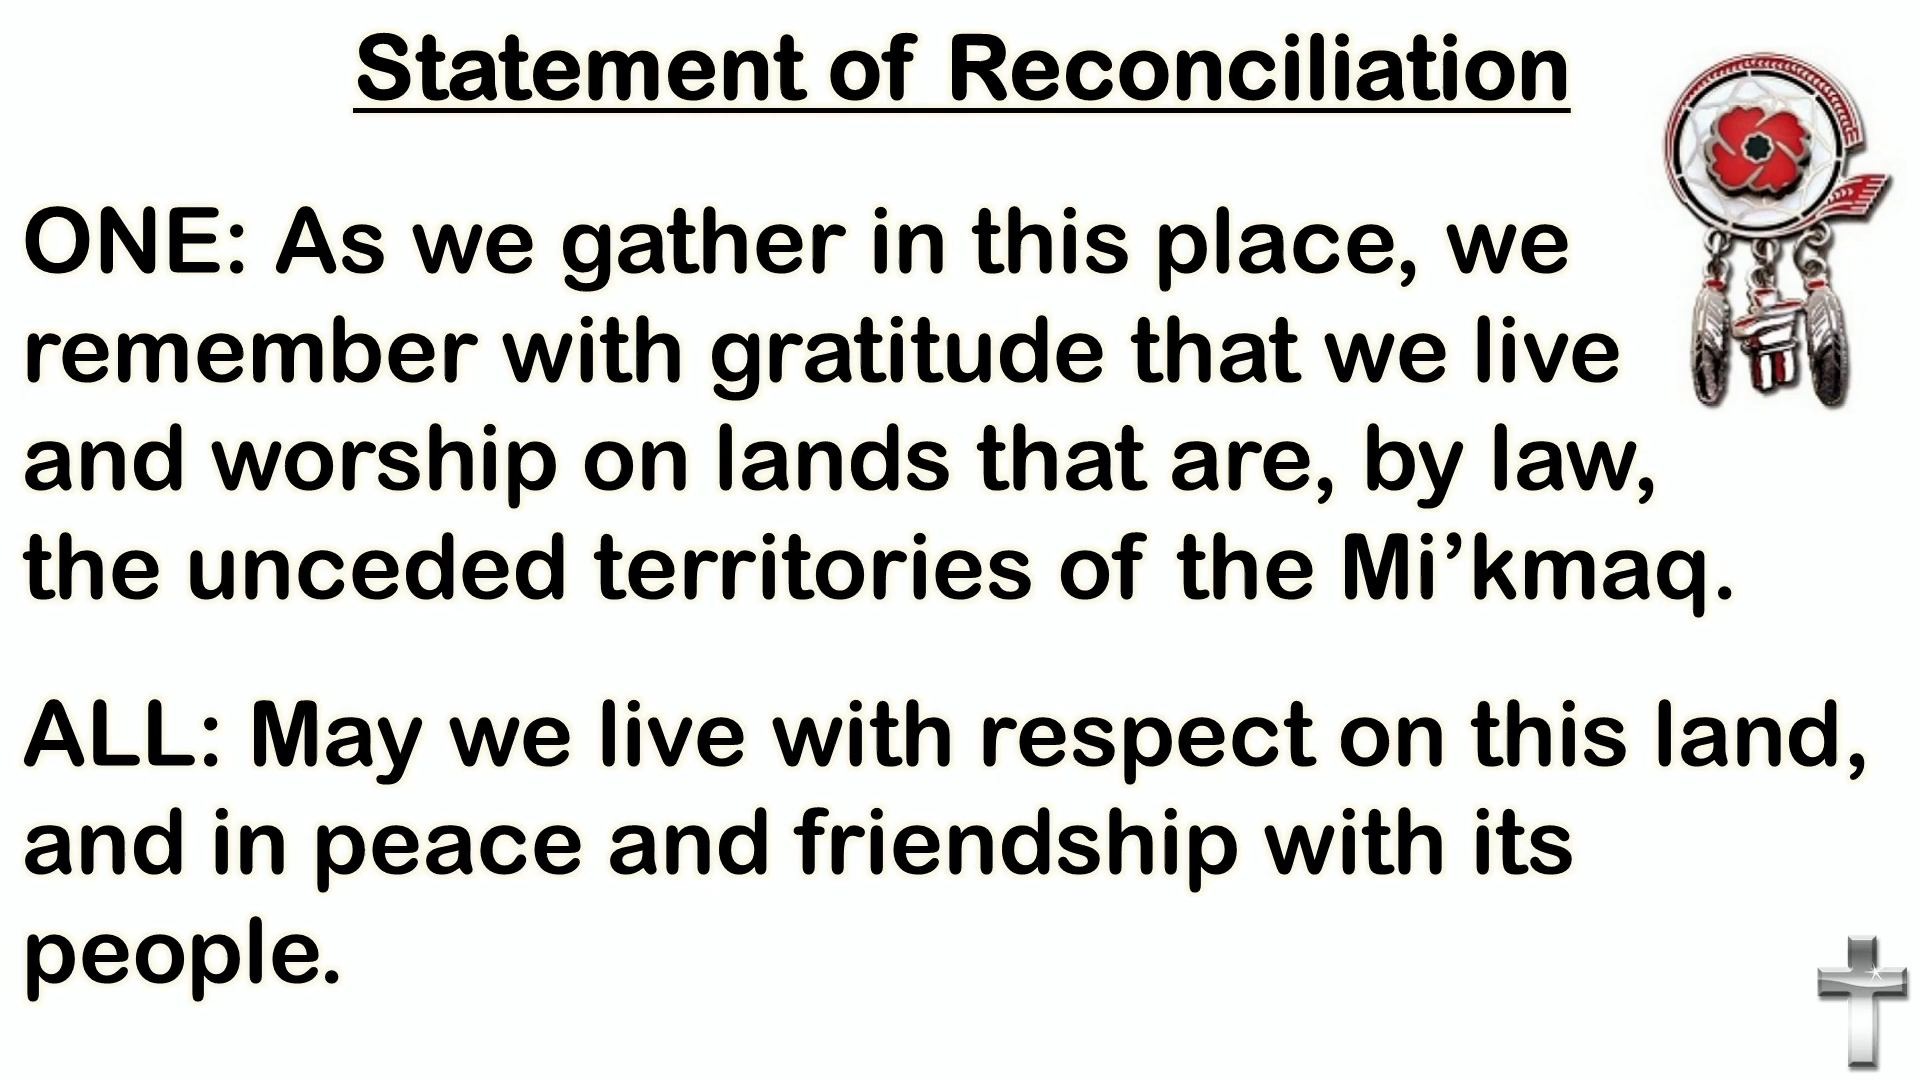 Statement of Reconciliation
ONE: As we gather in this place, we
remember with gratitude that we live
and worship on lands that are, by law,
the unceded territories of the Mi’kmaq.
ALL: May we live with respect on this land,
and in peace and friendship with its
people.